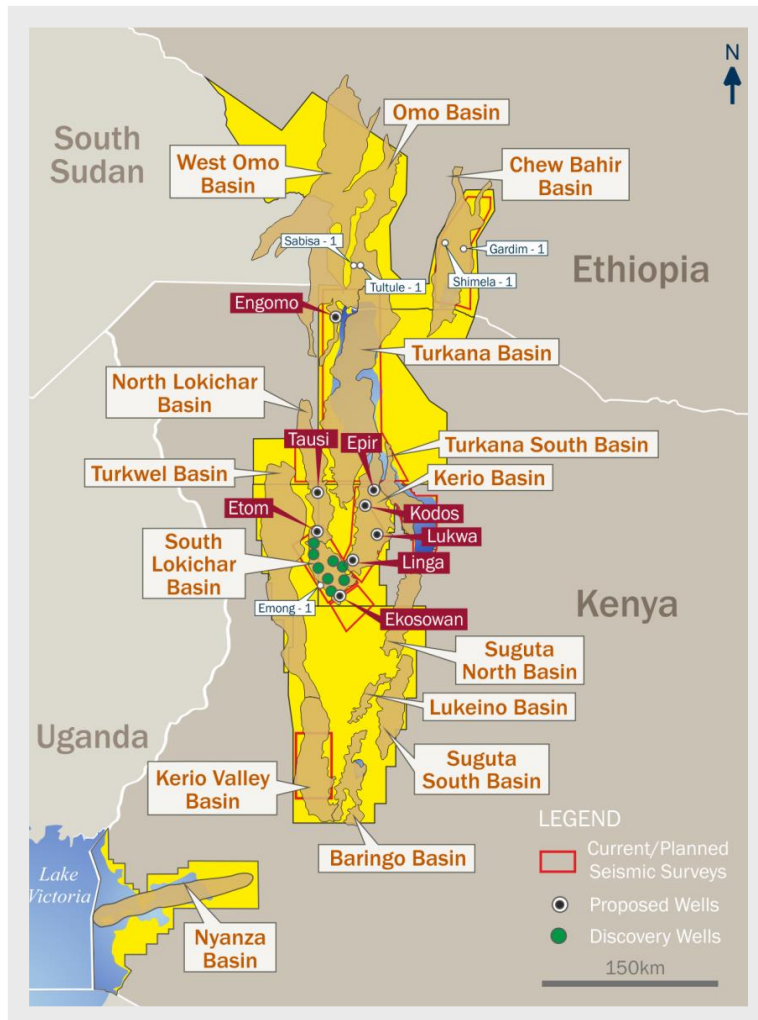 N
Omo Basin
South
Sudan
West Omo
Basin
Chew Bahir
Basin
Sabisa - 1
Gardim - 1
Ethiopia
Tultule - 1
Shimela - 1
Engomo
Turkana Basin
North Lokichar
Basin
Tausi
Epir
Turkana South Basin
Turkwel Basin
Kerio Basin
Etom
Kodos
South
Lokichar
Basin
Lukwa
Linga
Emong - 1
Kenya
Ekosowan
Suguta
North Basin
Lukeino Basin
Uganda
Suguta
South Basin
Kerio Valley
Basin
LEGEND
Current/Planned
Seismic Surveys
Baringo Basin
Lake
Victoria
Proposed Wells
Discovery Wells
Nyanza
Basin
150km